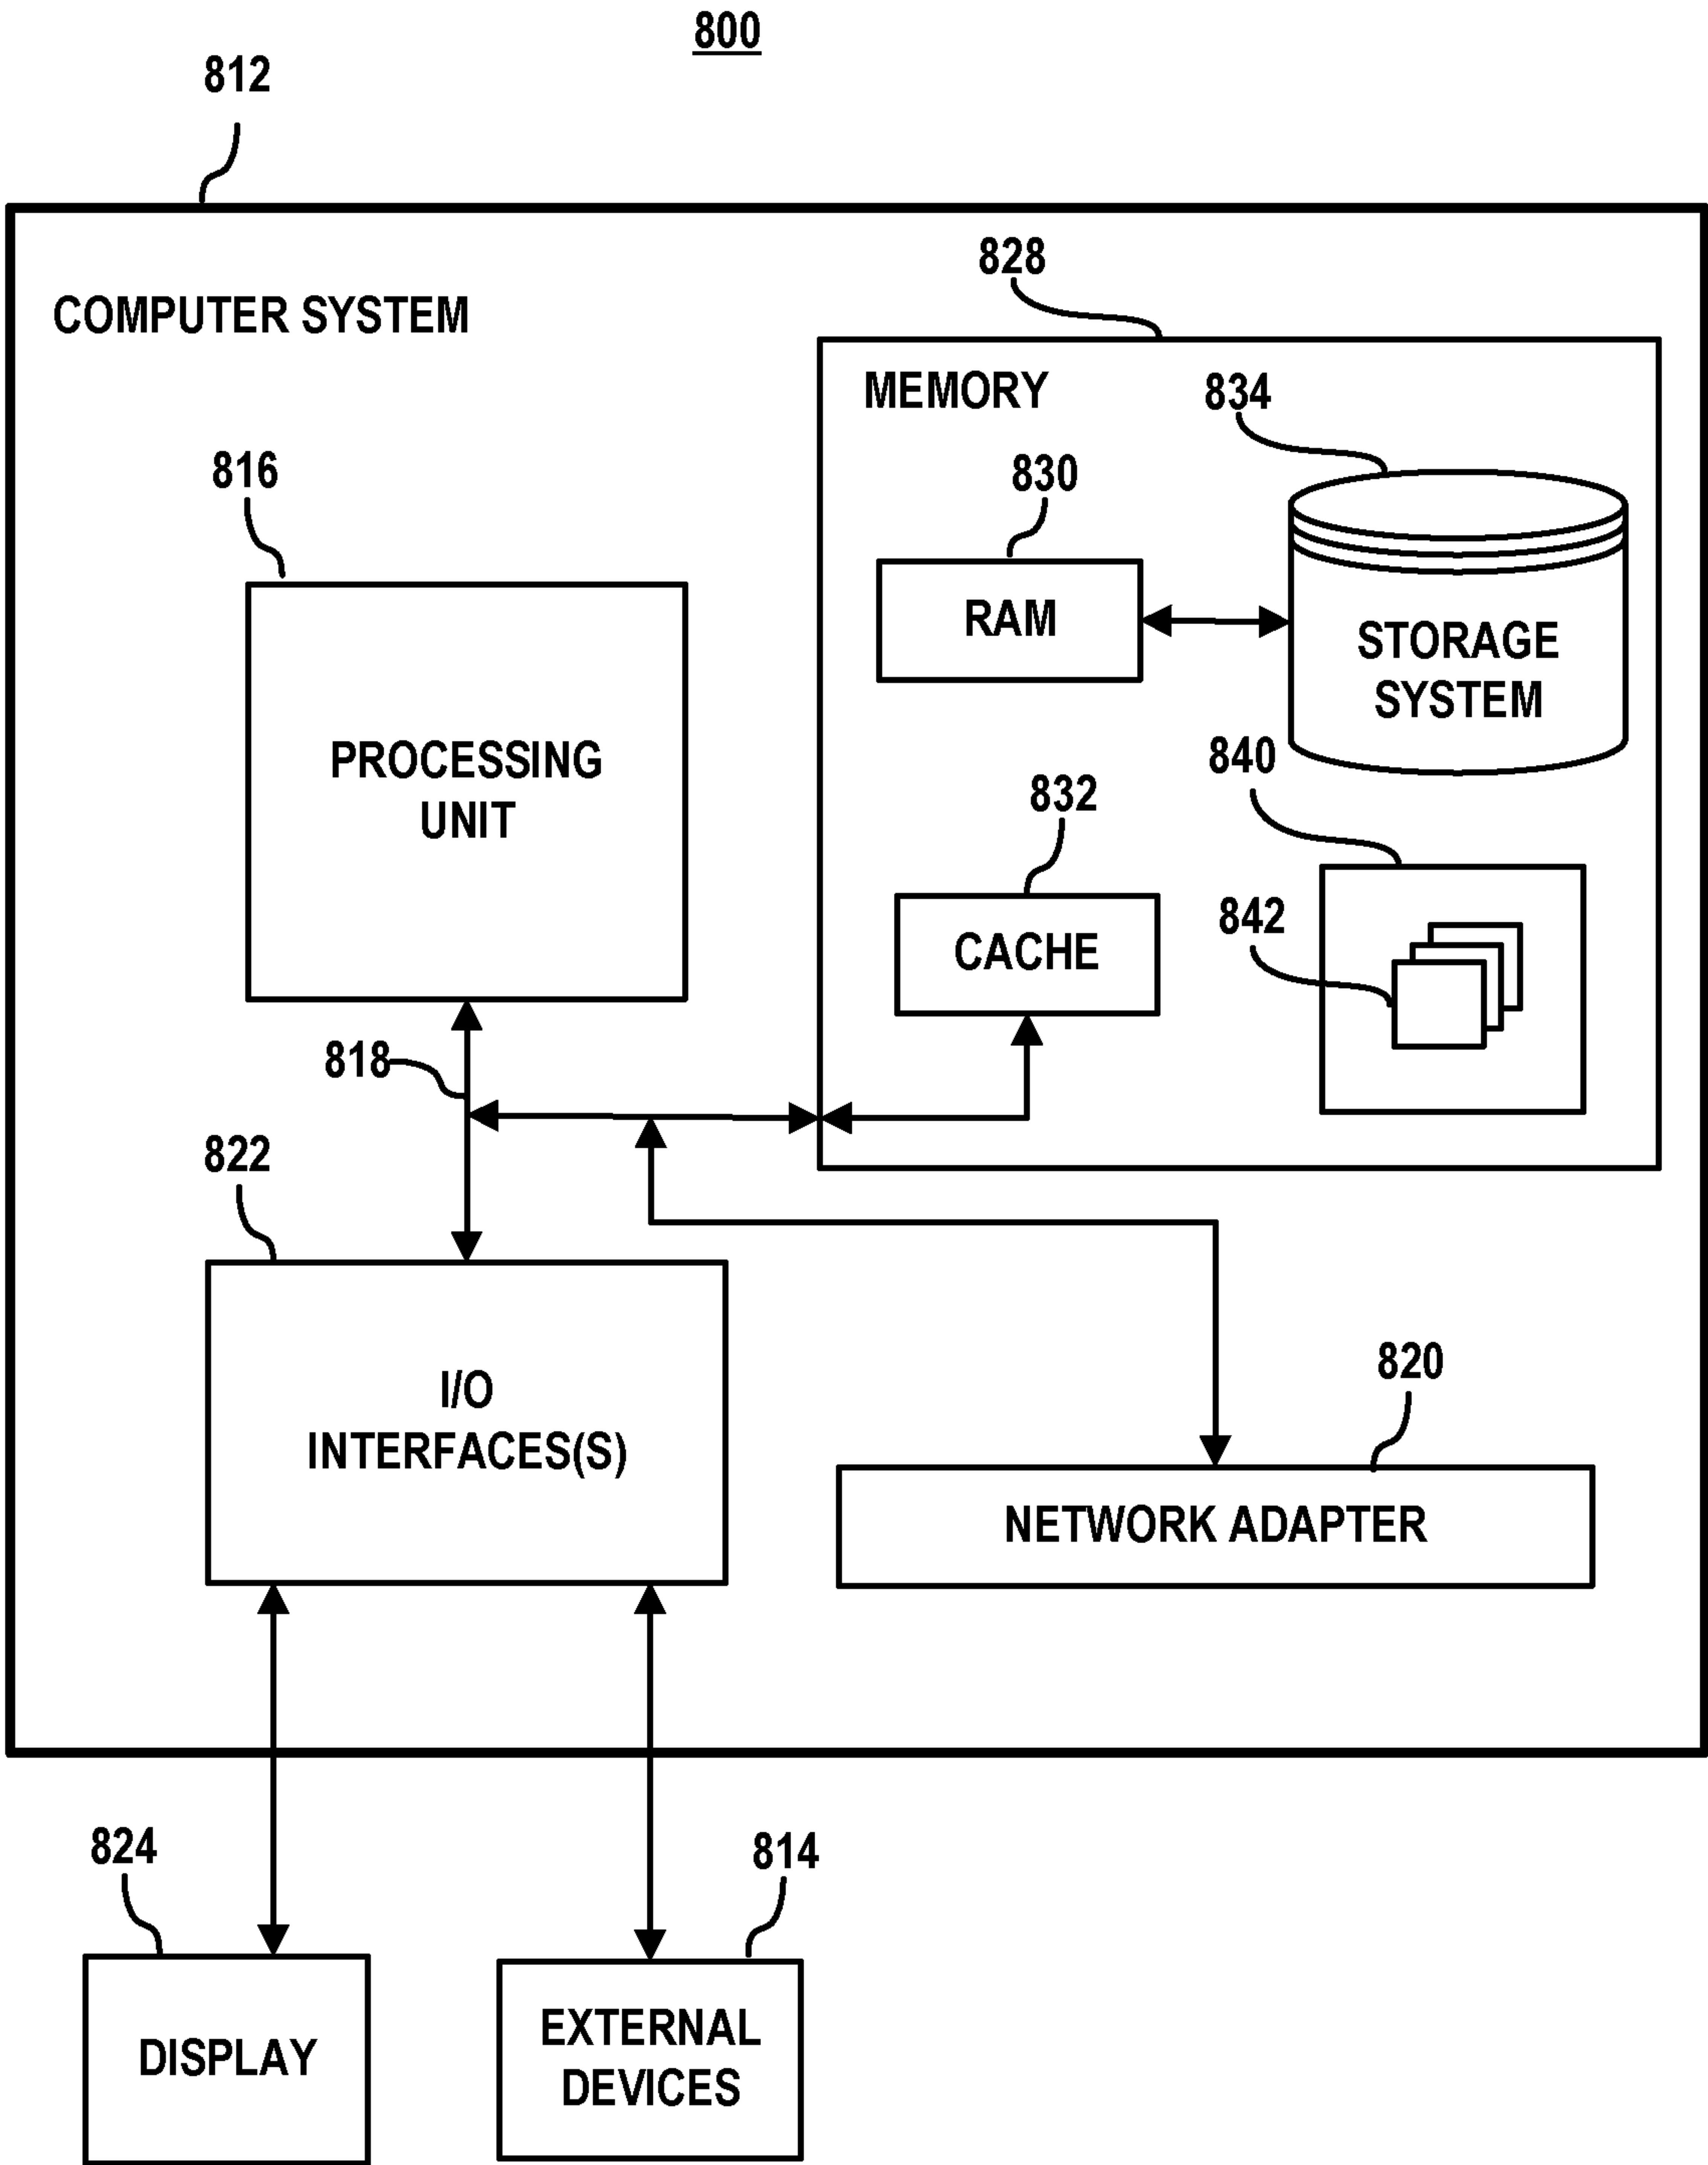 800
812
COMPUTER SYSTEM
828
MEMORY
834
816
830
RAM
STORAGE
SYSTEM
PROCESSING
UNIT
840
832
842
CACHE
818
822
I/O
INTERFACES(S)
820
NETWORK ADAPTER
824
814
DISPLAY
EXTERNAL
DEVICES